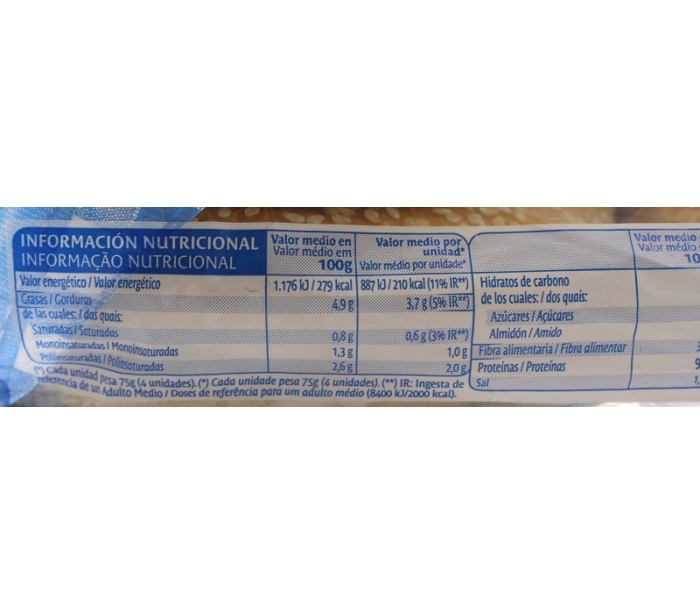 INFORMACIÓN NUTRICIONAL
INFORMAÇÃO NUTRICIONAL
Valor medio en
Valor médio em
100g
Valor medio por
unidad*
Valor médio por unidade*
Valor energético / Valor energético 1.176 kJ / 279 kcal 887 kJ / 210 kcal (11% IR**)
Grasas / Gorduras 4,9 g 3,7 g (5% IR**)
de las cuales: / das quais:
Saturadas / Saturadas 0,8 g 0,6 g (3% IR**)
Monoinsaturadas / Monoinsaturadas 1,3 g 1,0 g
Poliinsaturadas / Polinsaturadas 2,6 g 2,0 g
(*) Cada unidad pesa 75g (4 unidades). (*) Cada unidade pesa 75g (4 unidades). (**) IR: Ingesta de
referencia de un Adulto Medio / Doses de referência para um adulto médio (8400 kJ/2000 kcal).
Valor medio
Valor médio
Hidratos de carbono
de los cuales: / dos quais:
Azúcares / Açúcares
Almidón / Amido
Fibra alimentaria / Fibra alimentar
Proteínas / Proteínas
Sal